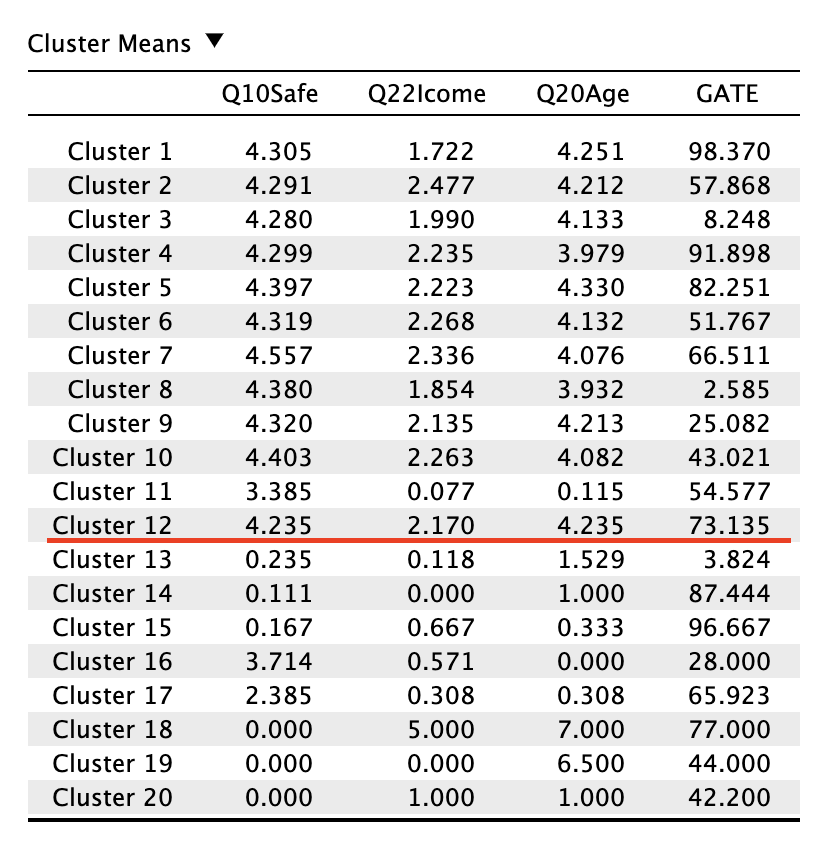 Cluster Means ▼
Q10Safe Q22Icome Q20Age GATE
Cluster 1 4.305 1.722 4.251 98.370
Cluster 2 4.291 2.477 4.212 57.868
Cluster 3 4.280 1.990 4.133 8.248
Cluster 4 4.299 2.235 3.979 91.898
Cluster 5 4.397 2.223 4.330 82.251
Cluster 6 4.319 2.268 4.132 51.767
Cluster 7 4.557 2.336 4.076 66.511
Cluster 8 4.380 1.854 3.932 2.585
Cluster 9 4.320 2.135 4.213 25.082
Cluster 10 4.403 2.263 4.082 43.021
Cluster 11 3.385 0.077 0.115 54.577
Cluster 12 4.235 2.170 4.235 73.135
Cluster 13 0.235 0.118 1.529 3.824
Cluster 14 0.111 0.000 1.000 87.444
Cluster 15 0.167 0.667 0.333 96.667
Cluster 16 3.714 0.571 0.000 28.000
Cluster 17 2.385 0.308 0.308 65.923
Cluster 18 0.000 5.000 7.000 77.000
Cluster 19 0.000 0.000 6.500 44.000
Cluster 20 0.000 1.000 1.000 42.200